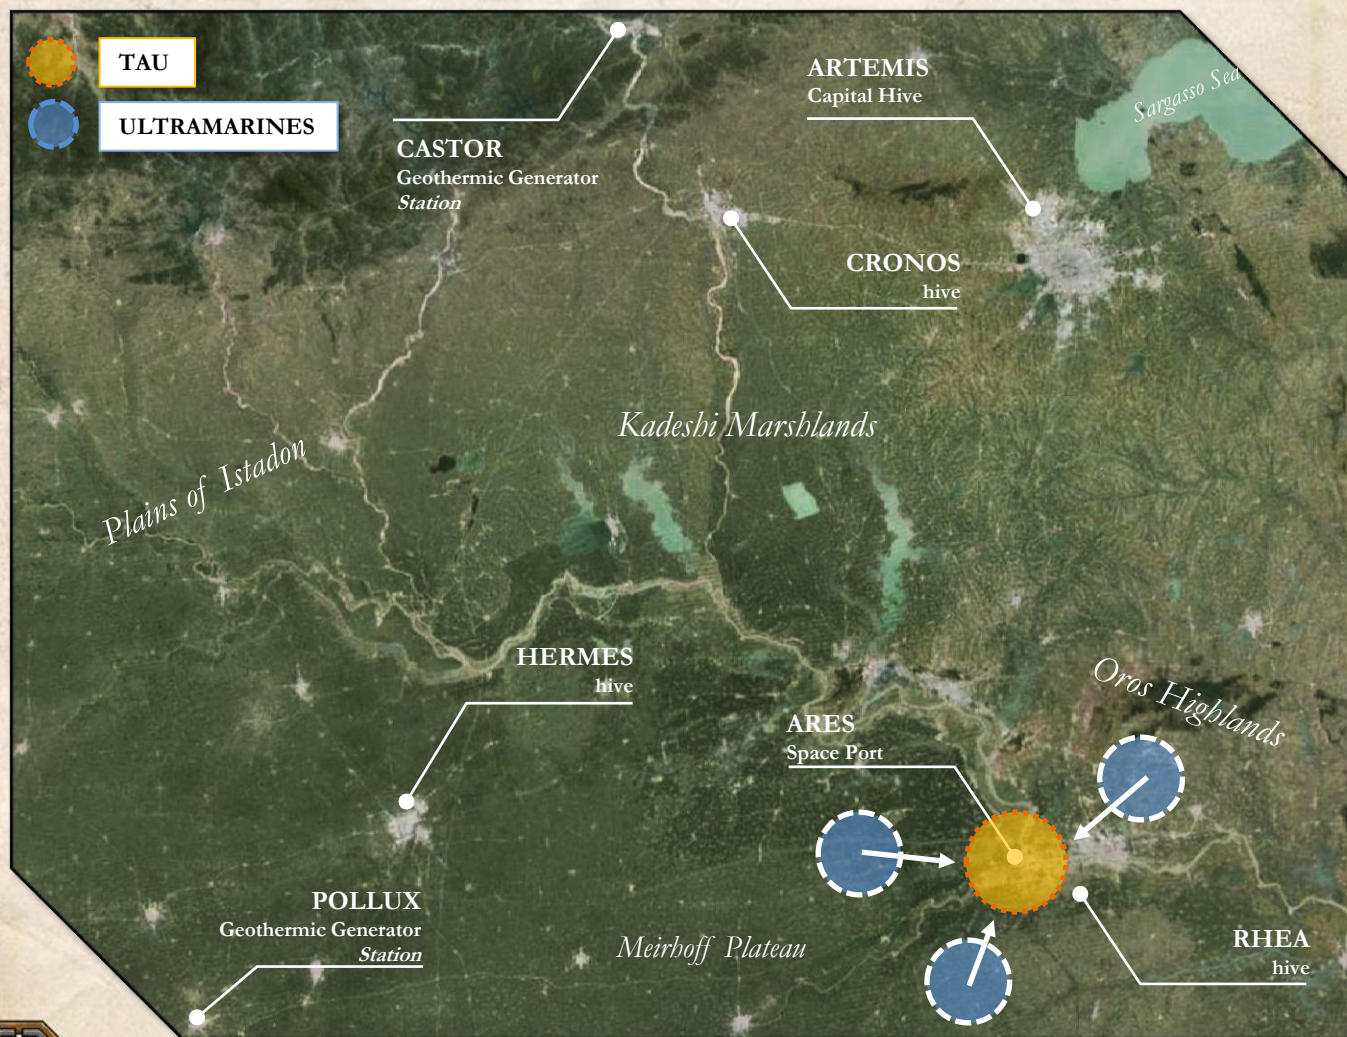 TAU
ULTRAMARINES
CASTOR
Geothermic Generator
Station
ARTEMIS
Capital Hive
Sargasso Sea
CRONOS
hive
Kadeshi Marshlands
Plains of Istadon
HERMES
hive
Oros Highlands
ARES
Space Port
POLLUX
Geothermic Generator
Station
Meirhoff Plateau
RHEA
hive